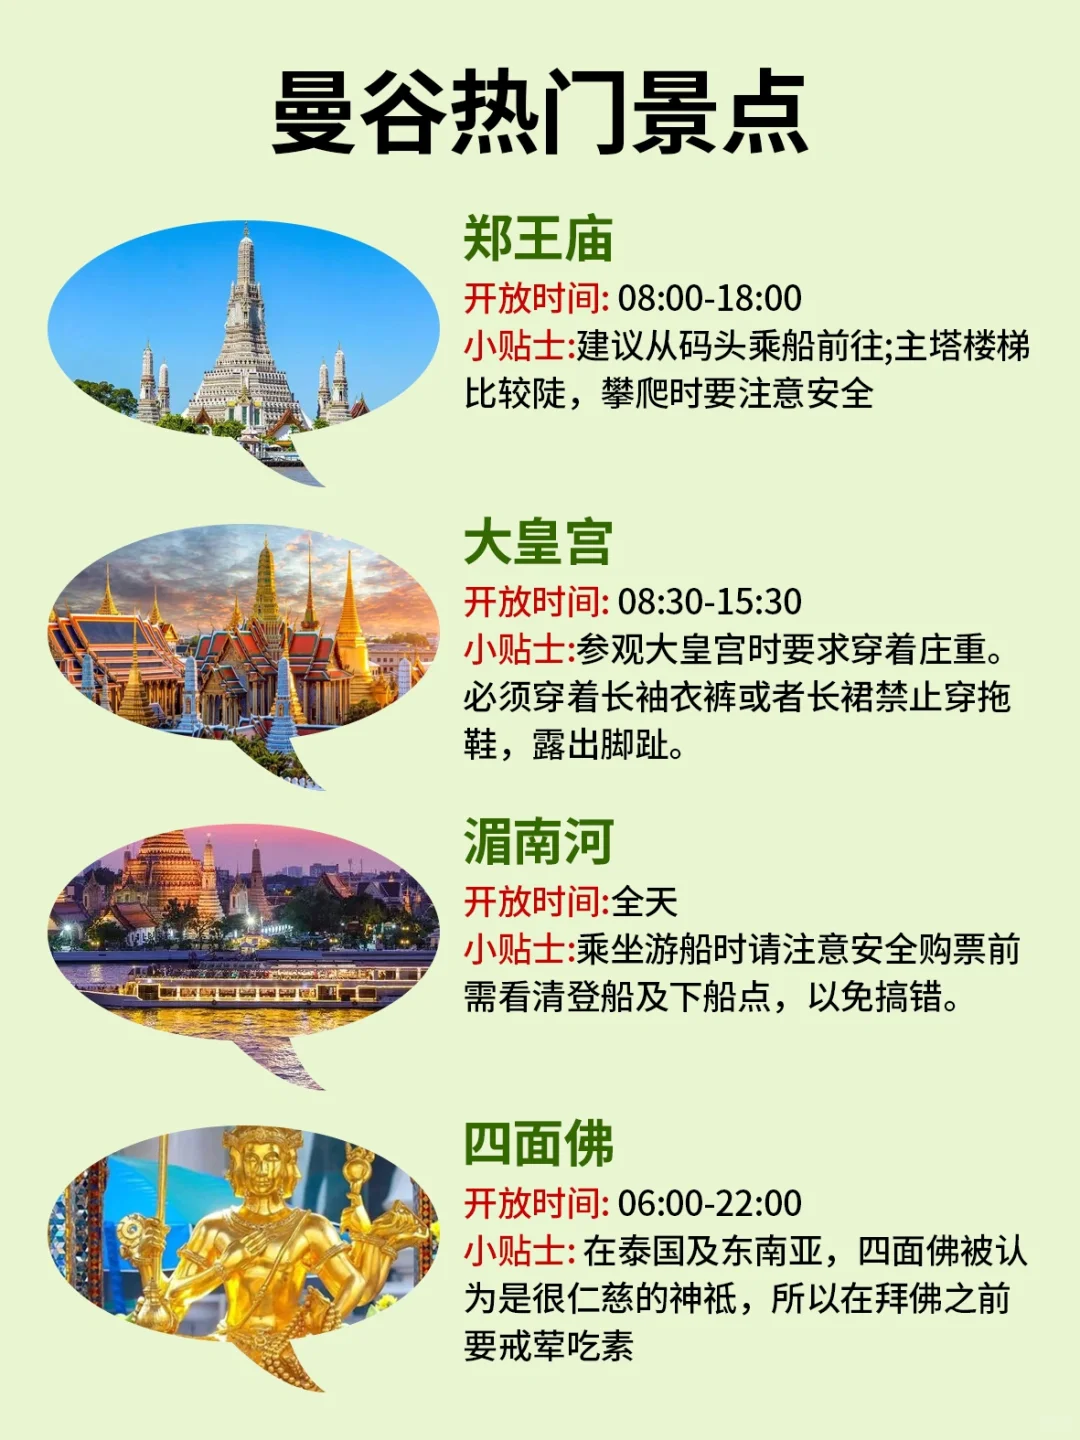 曼谷热门景点
郑王庙
开放时间: 08:00-18:00
小贴士:建议从码头乘船前往;主塔楼梯
比较陡，攀爬时要注意安全
大皇宫
开放时间: 08:30-15:30
小贴士:参观大皇宫时要求穿着庄重。
必须穿着长袖衣裤或者长裙禁止穿拖
鞋，露出脚趾。
湄南河
开放时间:全天
小贴士:乘坐游船时请注意安全购票前
需看清登船及下船点，以免搞错。
四面佛
开放时间: 06:00-22:00
小贴士: 在泰国及东南亚，四面佛被认
为是很仁慈的神祇，所以在拜佛之前
要戒荤吃素